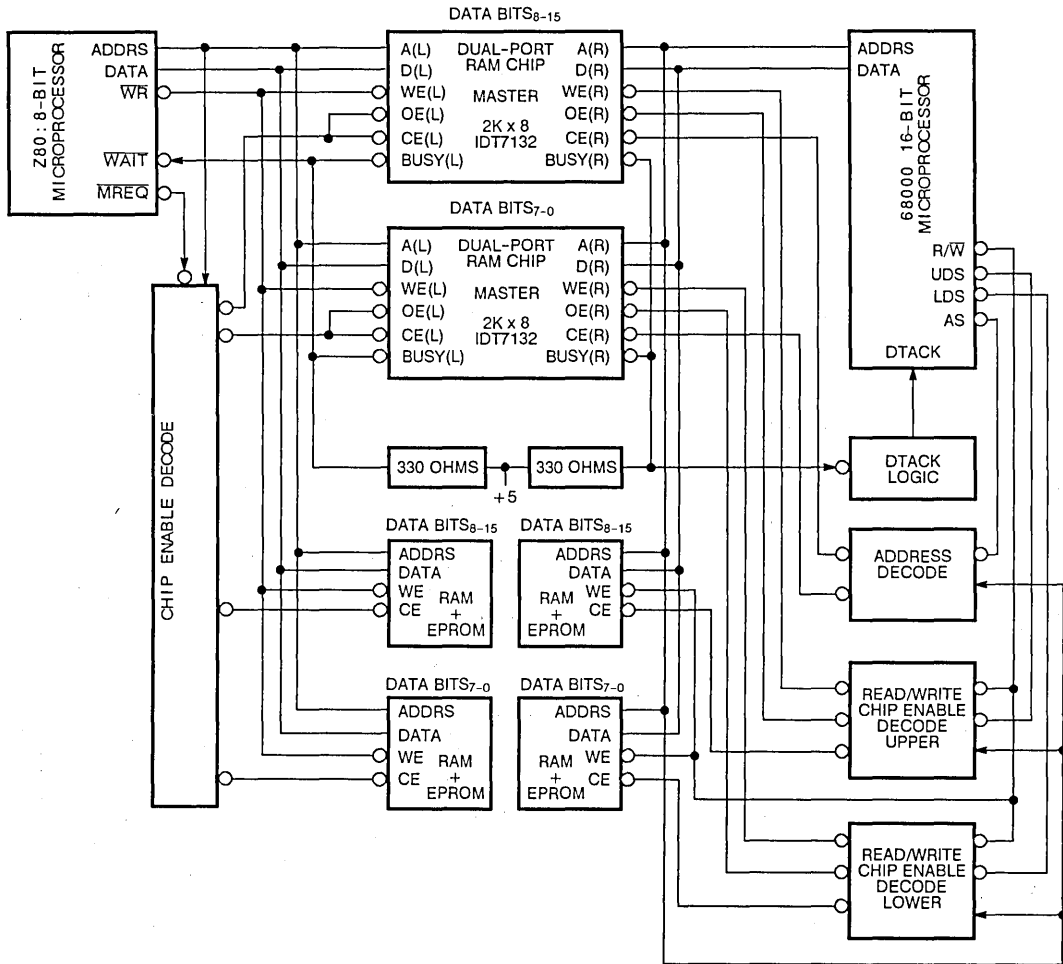 DATA BITS8-15
Z80: 8-BIT
MICROPROCESSOR
ADDRS
DATA
WR
WAIT
MREQ
A(L)
D(L)
WE(L)
OE(L)
CE(L)
BUSY(L)
DUAL-PORT
RAM CHIP
MASTER
2K x 8
IDT7132
A(R)
D(R)
WE(R)
OE(R)
CE(R)
BUSY(R)
ADDRS
DATA
68000 16-BIT
MICROPROCESSOR
R/W
UDS
LDS
AS
DTACK
DATA BITS7-0
A(L)
D(L)
WE(L)
OE(L)
CE(L)
BUSY(L)
DUAL-PORT
RAM CHIP
MASTER
2K x 8
IDT7132
A(R)
D(R)
WE(R)
OE(R)
CE(R)
BUSY(R)
CHIP ENABLE DECODE
330 OHMS
+5
330 OHMS
DTACK
LOGIC
DATA BITS8-15
ADDRS
DATA
WE
CE
RAM
+
EPROM
DATA BITS8-15
ADDRS
DATA
WE
CE
RAM
+
EPROM
ADDRESS
DECODE
DATA BITS7-0
ADDRS
DATA
WE
CE
RAM
+
EPROM
DATA BITS7-0
ADDRS
DATA
WE
CE
RAM
+
EPROM
READ/WRITE
CHIP ENABLE
DECODE
UPPER
READ/WRITE
CHIP ENABLE
DECODE
LOWER